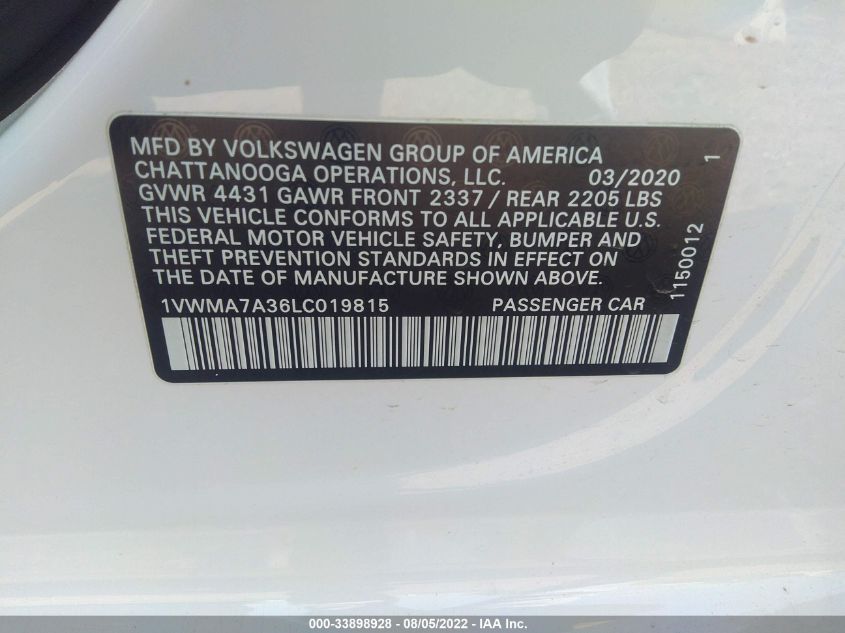 MFD BY VOLKSWAGEN GROUP OF AMERICA
CHATTANOOGA OPERATIONS, LLC. 03/2020
GVWR 4431 GAWR FRONT 2337 / REAR 2205 LBS
THIS VEHICLE CONFORMS TO ALL APPLICABLE U.S.
FEDERAL MOTOR VEHICLE SAFETY, BUMPER AND
THEFT PREVENTION STANDARDS IN EFFECT ON
THE DATE OF MANUFACTURE SHOWN ABOVE.
1VWMA7A36LC019815 PASSENGER CAR
1150012 1
000-33898928 - 08/05/2022 - IAA Inc.